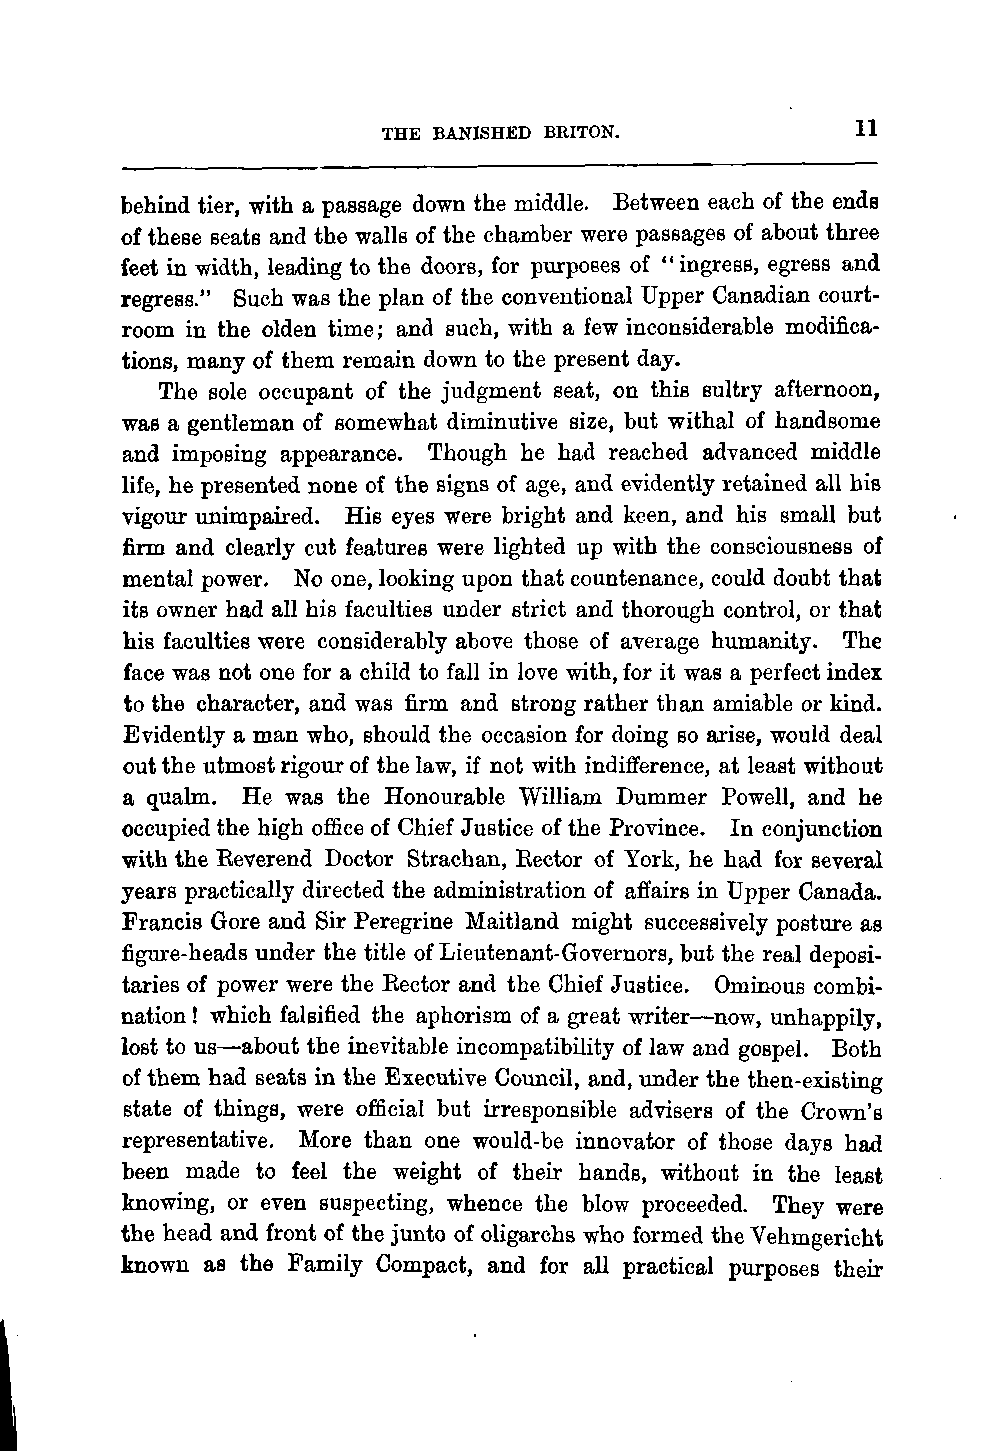 THE BANISHED BRITON. 11
behind tier, with a passage down the middle. Between each of the ends
of these seats and the walls of the chamber were passages of about three
feet in width, leading to the doors, for purposes of "ingress, egress and
regress." Such was the plan of the conventional Upper Canadian court-
room in the olden time; and such, with a few inconsiderable modifica-
tions, many of them remain down to the present day.
The sole occupant of the judgment seat, on this sultry afternoon,
was a gentleman of somewhat diminutive size, but withal of handsome
and imposing appearance. Though he had reached advanced middle
life, he presented none of the signs of age, and evidently retained all his
vigour unimpaired. His eyes were bright and keen, and his small but
firm and clearly cut features were lighted up with the consciousness of
mental power. No one, looking upon that countenance, could doubt that
its owner had all his faculties under strict and thorough control, or that
his faculties were considerably above those of average humanity. The
face was not one for a child to fall in love with, for it was a perfect index
to the character, and was firm and strong rather than amiable or kind.
Evidently a man who, should the occasion for doing so arise, would deal
out the utmost rigour of the law, if not with indifference, at least without
a qualm. He was the Honourable William Dummer Powell, and he
occupied the high office of Chief Justice of the Province. In conjunction
with the Reverend Doctor Strachan, Rector of York, he had for several
years practically directed the administration of affairs in Upper Canada.
Francis Gore and Sir Peregrine Maitland might successively posture as
figure-heads under the title of Lieutenant-Governors, but the real deposi-
taries of power were the Rector and the Chief Justice. Ominous combi-
nation! which falsified the aphorism of a great writer—now, unhappily,
lost to us—about the inevitable incompatibility of law and gospel. Both
of them had seats in the Executive Council, and, under the then-existing
state of things, were official but irresponsible advisers of the Crown's
representative. More than one would-be innovator of those days had
been made to feel the weight of their hands, without in the least
knowing, or even suspecting, whence the blow proceeded. They were
the head and front of the junto of oligarchs who formed the Vehmgericht
known as the Family Compact, and for all practical purposes their